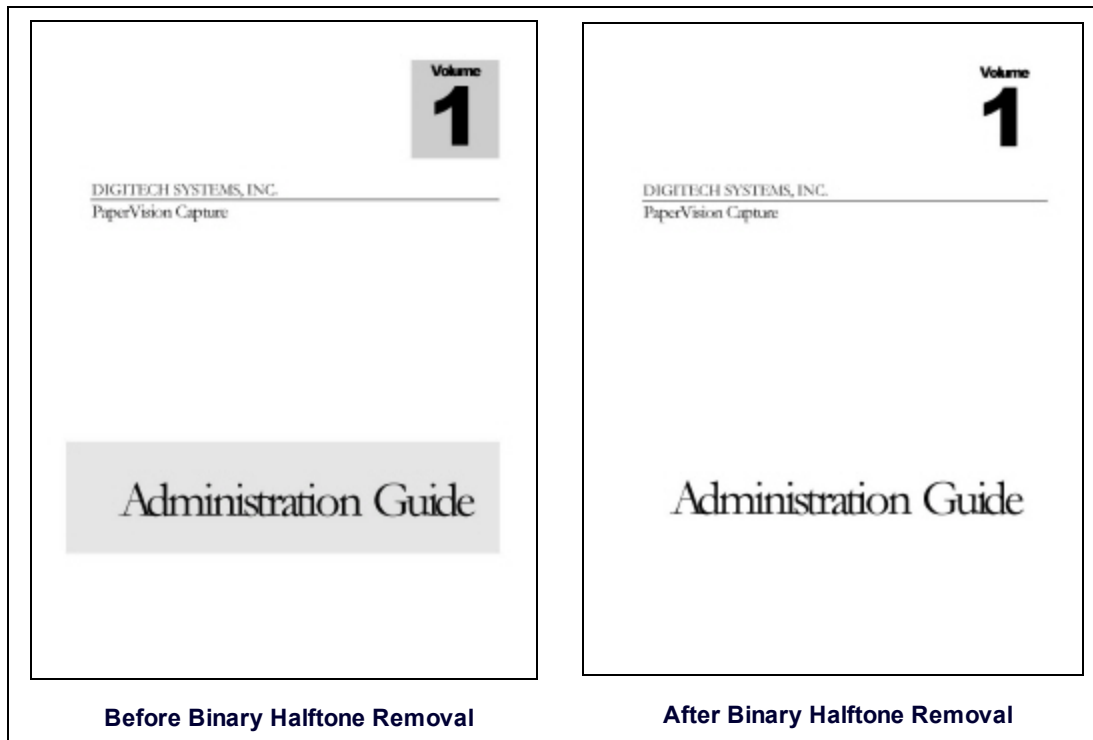 Volume
1
DIGITECH SYSTEMS, INC.
PaperVision Capture
Administration Guide
Before Binary Halftone Removal
Volume
1
DIGITECH SYSTEMS, INC.
PaperVision Capture
Administration Guide
After Binary Halftone Removal